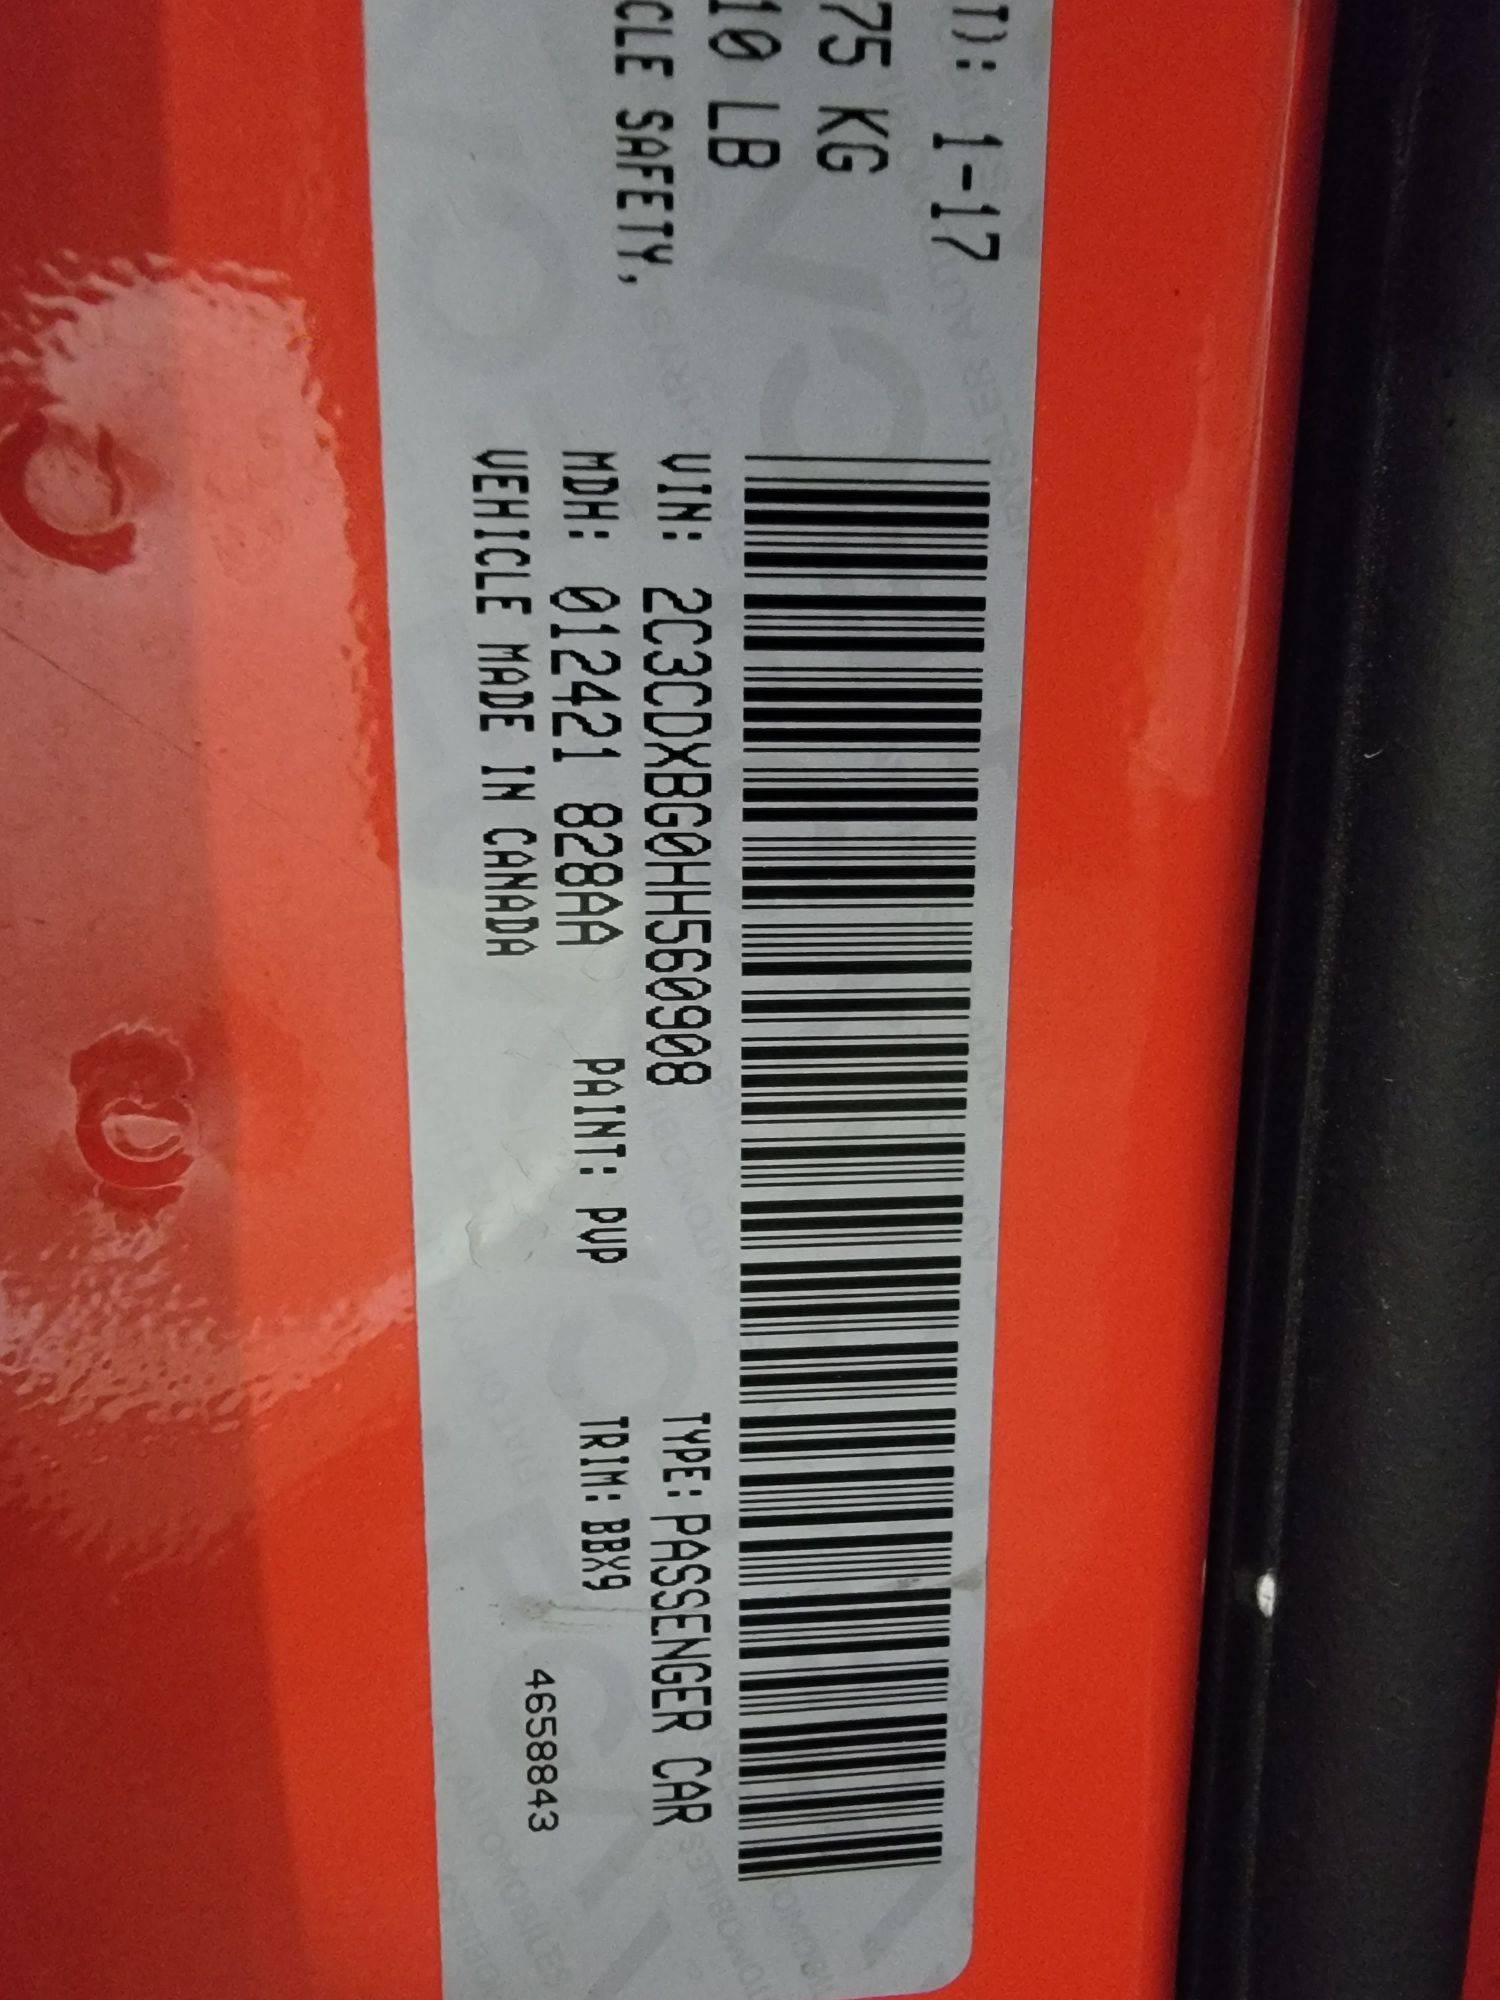 T): 1-17
75 KG
10 LB
CLE SAFETY,
VIN: 2C3CDXBG0HH560908
TYPE: PASSENGER CAR
MDH: 012421 828AA
PAINT: PVP
TRIM: BBX9
VEHICLE MADE IN CANADA
4658843